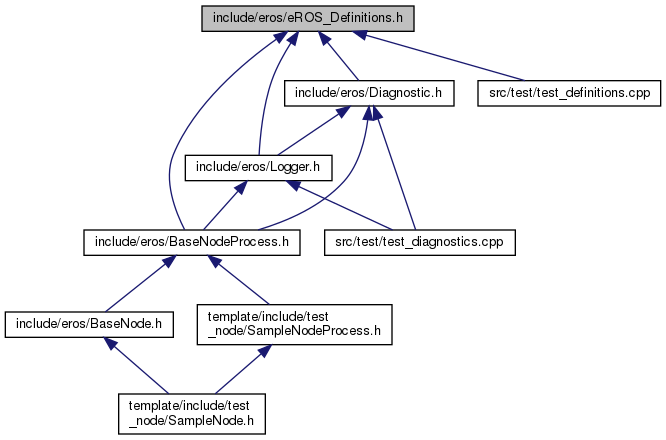 include/eros/eROS_Definitions.h
include/eros/Diagnostic.h
src/test/test_definitions.cpp
include/eros/Logger.h
include/eros/BaseNodeProcess.h
src/test/test_diagnostics.cpp
include/eros/BaseNode.h
template/include/test
_node/SampleNodeProcess.h
template/include/test
_node/SampleNode.h